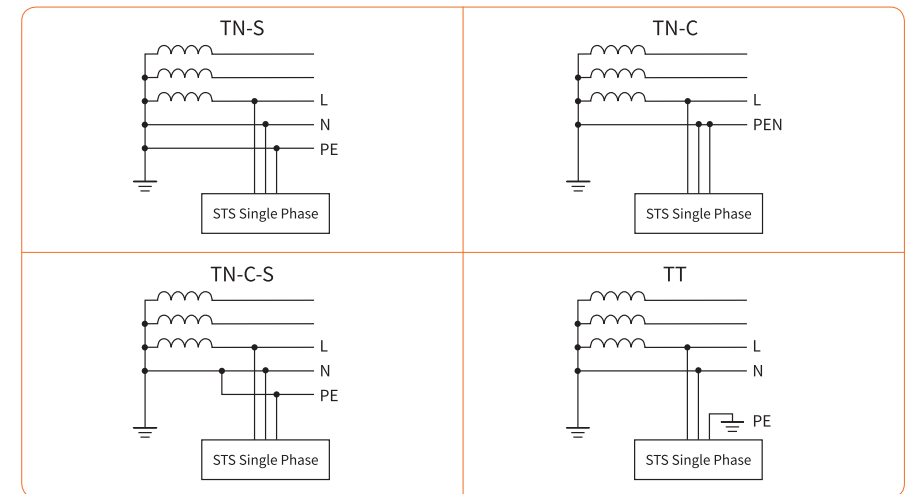 TN-S
L
N
PE
STS Single Phase
TN-C
L
PEN
STS Single Phase
TN-C-S
L
N
PE
STS Single Phase
TT
L
N
PE
STS Single Phase